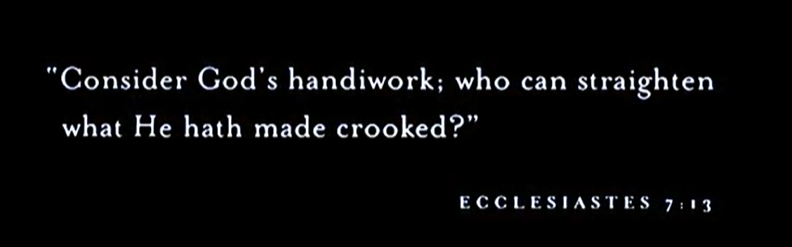 "Consider God's handiwork; who can straighten
what He hath made crooked?"
ECCLESIASTES 7:13